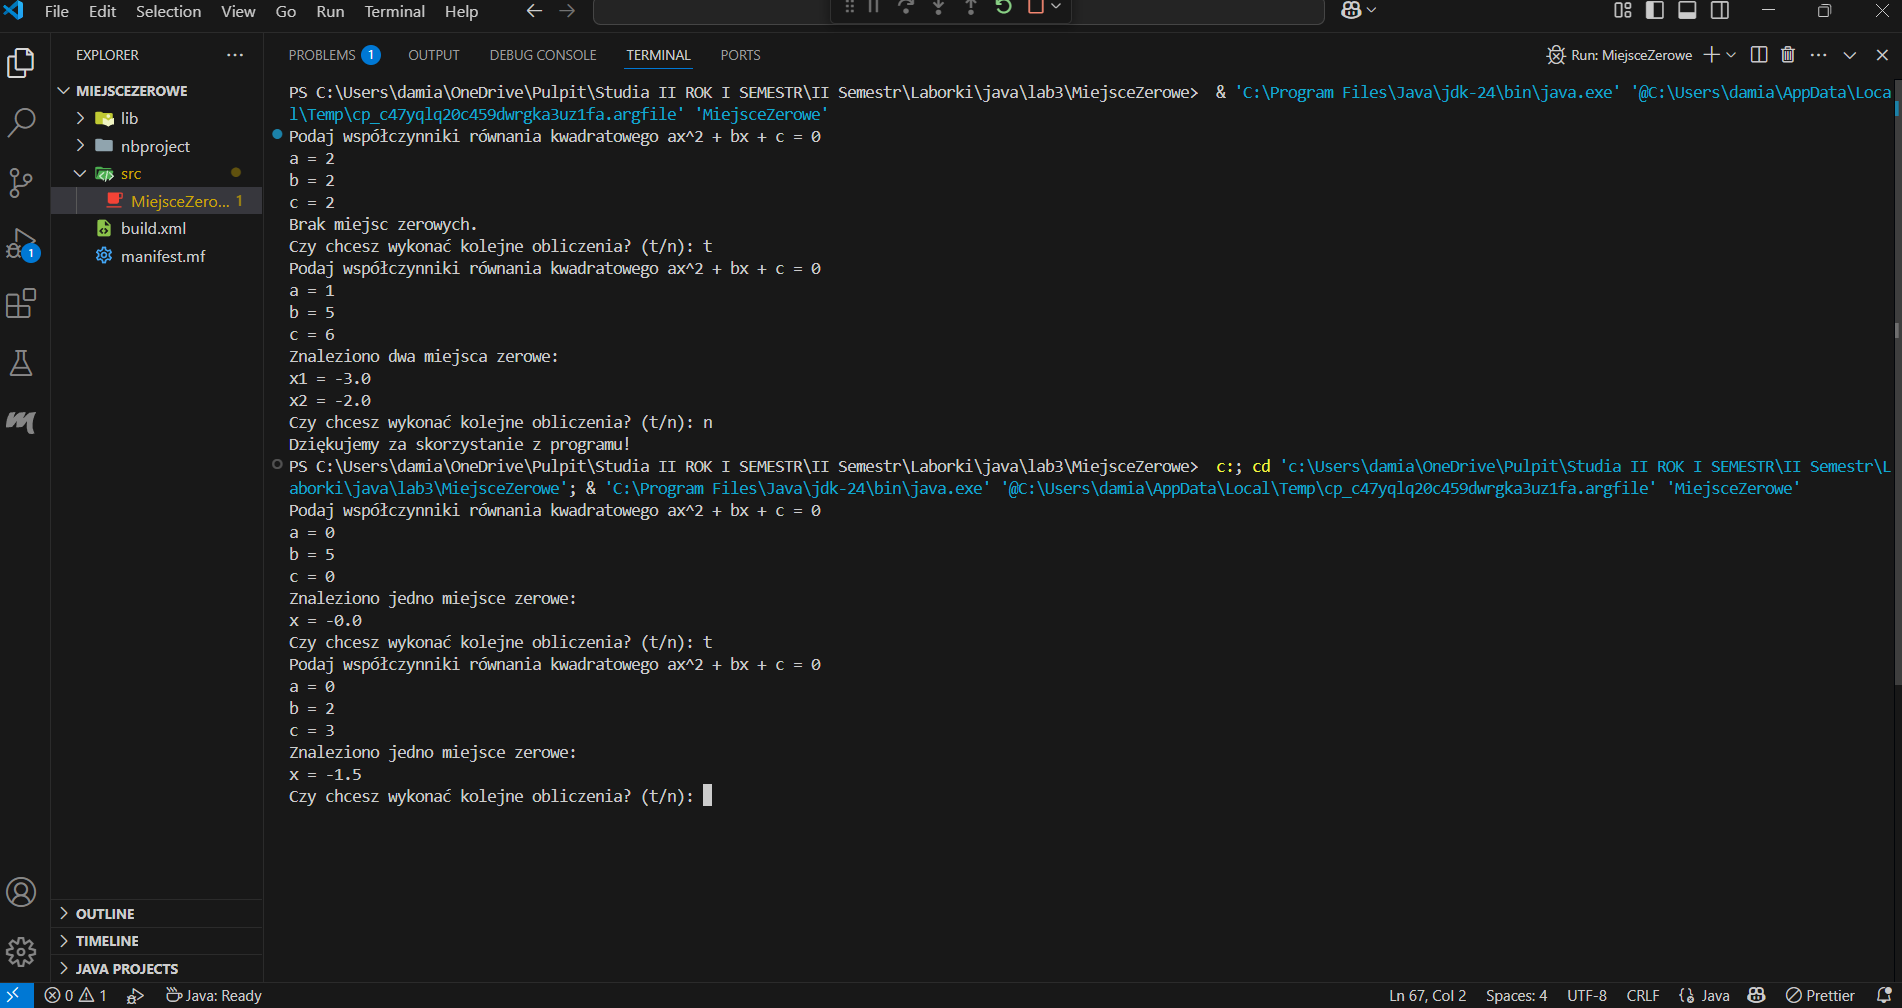 File Edit Selection View Go Run Terminal Help
EXPLORER
MIEJSCEZEROWE
lib
nbproject
src
MiejsceZero... 1
build.xml
manifest.mf
1
OUTLINE
TIMELINE
JAVA PROJECTS
PROBLEMS 1 OUTPUT DEBUG CONSOLE TERMINAL PORTS
Run: MiejsceZerowe
PS C:\Users\damia\OneDrive\Pulpit\Studia II ROK I SEMESTR\II Semestr\Laborki\java\lab3\MiejsceZerowe> & 'C:\Program Files\Java\jdk-24\bin\java.exe' '@C:\Users\damia\AppData\Loca
l\Temp\cp_c47yqlq20c459dwrgka3uz1fa.argfile' 'MiejsceZerowe'
Podaj współczynniki równania kwadratowego ax^2 + bx + c = 0
a = 2
b = 2
c = 2
Brak miejsc zerowych.
Czy chcesz wykonać kolejne obliczenia? (t/n): t
Podaj współczynniki równania kwadratowego ax^2 + bx + c = 0
a = 1
b = 5
c = 6
Znaleziono dwa miejsca zerowe:
x1 = -3.0
x2 = -2.0
Czy chcesz wykonać kolejne obliczenia? (t/n): n
Dziękujemy za skorzystanie z programu!
PS C:\Users\damia\OneDrive\Pulpit\Studia II ROK I SEMESTR\II Semestr\Laborki\java\lab3\MiejsceZerowe> c:; cd 'c:\Users\damia\OneDrive\Pulpit\Studia II ROK I SEMESTR\II Semestr\L
aborki\java\lab3\MiejsceZerowe'; & 'C:\Program Files\Java\jdk-24\bin\java.exe' '@C:\Users\damia\AppData\Local\Temp\cp_c47yqlq20c459dwrgka3uz1fa.argfile' 'MiejsceZerowe'
Podaj współczynniki równania kwadratowego ax^2 + bx + c = 0
a = 0
b = 5
c = 0
Znaleziono jedno miejsce zerowe:
x = -0.0
Czy chcesz wykonać kolejne obliczenia? (t/n): t
Podaj współczynniki równania kwadratowego ax^2 + bx + c = 0
a = 0
b = 2
c = 3
Znaleziono jedno miejsce zerowe:
x = -1.5
Czy chcesz wykonać kolejne obliczenia? (t/n):
0 1 Java: Ready Ln 67, Col 2 Spaces: 4 UTF-8 CRLF Java Prettier